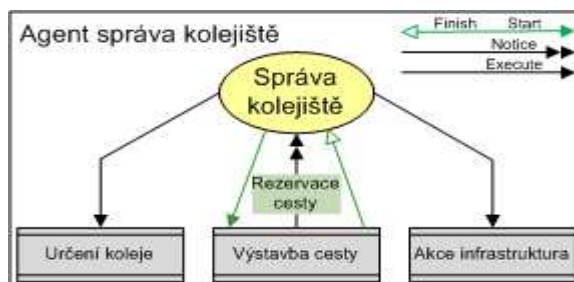 Agent správa kolejiště
Finish Start
Notice
Execute
Správa
kolejiště
Rezervace
cesty
Určení koleje
Výstavba cesty
Akce infrastruktura